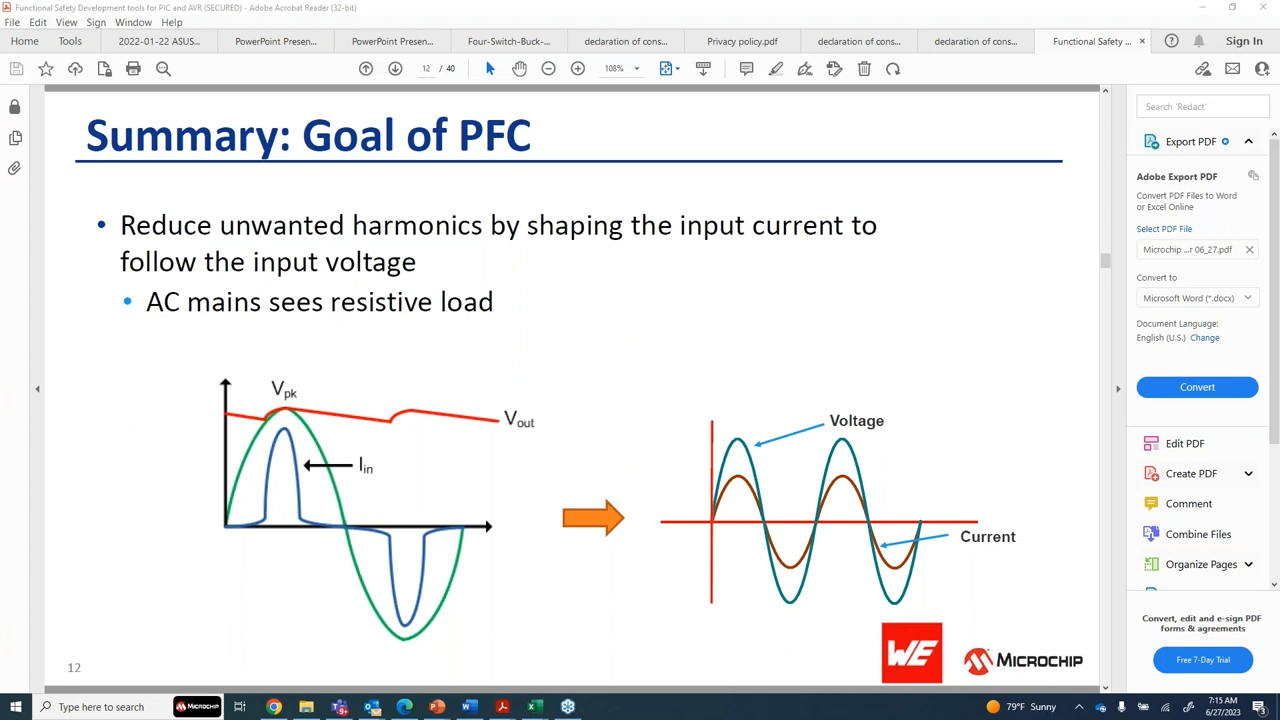 Functional Safety Development tools for PIC and AVR (SECURED) - Adobe Acrobat Reader (32-bit)
File Edit View Sign Window Help
Home Tools 2022-01-22 ASUS... PowerPoint Presen... PowerPoint Presen... Four-Switch-Buck-... declaration of cons... Privacy policy.pdf declaration of cons... declaration of cons... Functional Safety ... × Sign In
12 / 40 108%
Search 'Redact'
Export PDF
Adobe Export PDF
Convert PDF Files to Word
or Excel Online
Select PDF File
Microchip ...r 06_27.pdf
Convert to
Microsoft Word (*.docx)
Document Language:
English (U.S.) Change
Convert
Edit PDF
Create PDF
Comment
Combine Files
Organize Pages
Convert, edit and e-sign PDF
forms & agreements
Free 7-Day Trial
Summary: Goal of PFC
• Reduce unwanted harmonics by shaping the input current to
follow the input voltage
• AC mains sees resistive load
Vpk
Vout
Iin
Voltage
Current
12
WE MICROCHIP
Type here to search
MICROCHIP
79°F Sunny
7:15 AM
6/27/2023
3